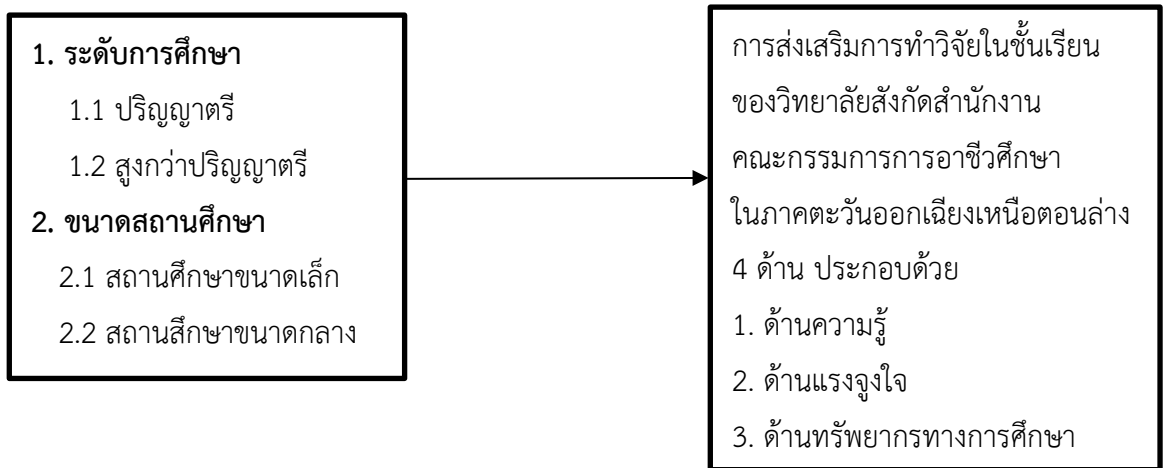 1. ระดับการศึกษา
1.1 ปริญญาตรี
1.2 สูงกว่าปริญญาตรี
2. ขนาดสถานศึกษา
2.1 สถานศึกษาขนาดเล็ก
2.2 สถานสึกษาขนาดกลาง
การส่งเสริมการทำวิจัยในชั้นเรียน
ของวิทยาลัยสังกัดสำนักงาน
คณะกรรมการการอาชีวศึกษา
ในภาคตะวันออกเฉียงเหนือตอนล่าง
4 ด้าน ประกอบด้วย
1. ด้านความรู้
2. ด้านแรงจูงใจ
3. ด้านทรัพยากรทางการศึกษา